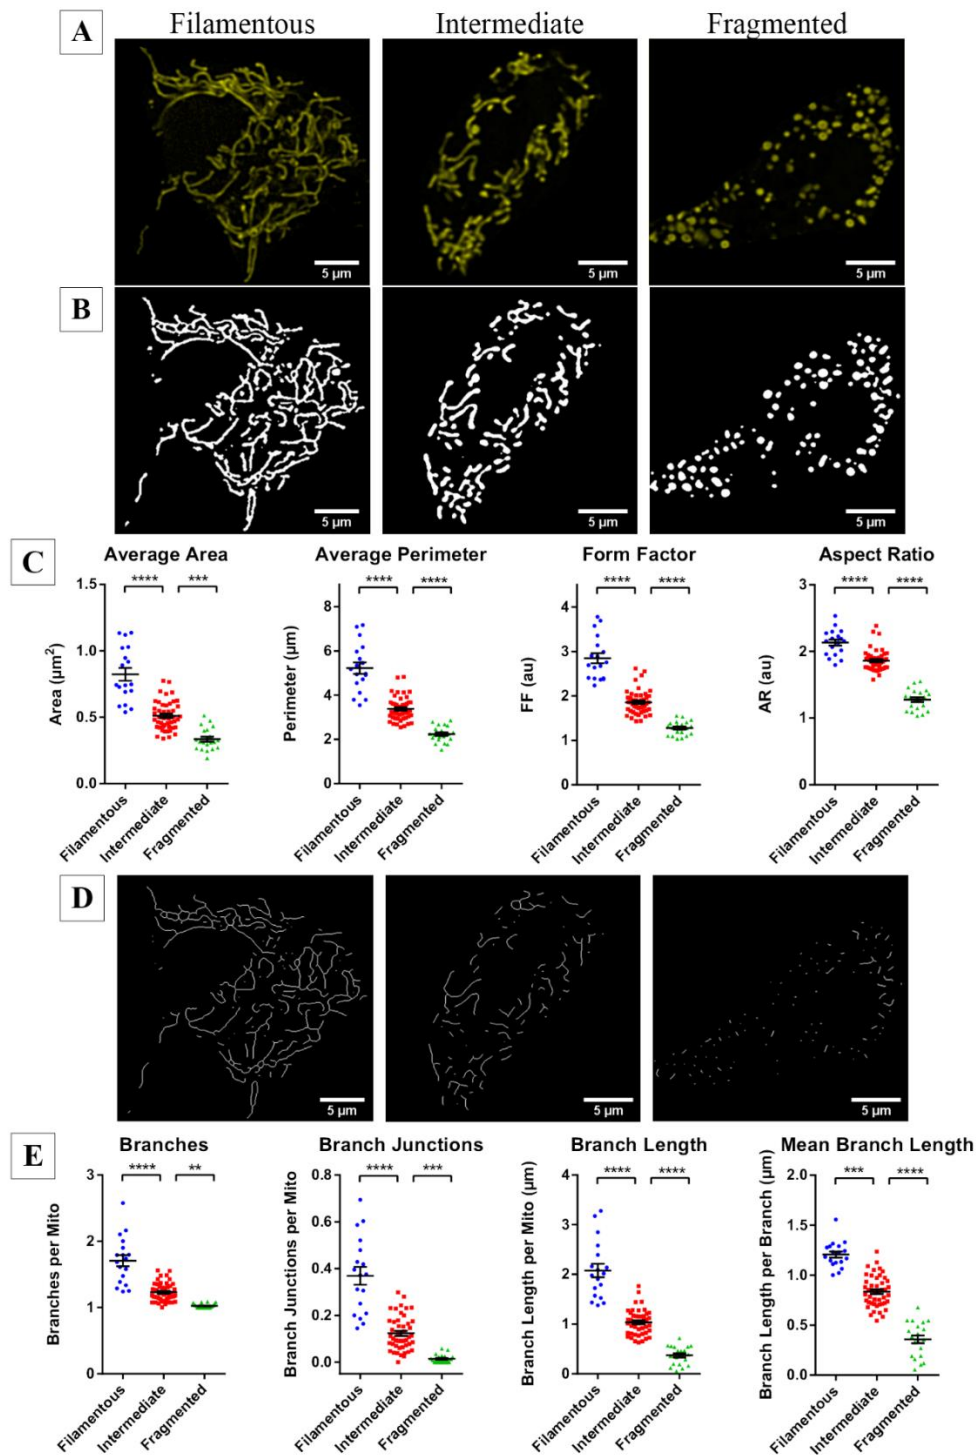 A
Filamentous Intermediate Fragmented
5 µm 5 µm 5 µm
B
5 µm 5 µm 5 µm
C
Average Area Average Perimeter Form Factor Aspect Ratio
**** *** **** **** **** **** **** ****
Area (µm²)
1.5
1.0
0.5
0.0
Filamentous
Intermediate
Fragmented
Perimeter (µm)
8
6
4
2
0
Filamentous
Intermediate
Fragmented
FF (au)
4
3
2
1
0
Filamentous
Intermediate
Fragmented
AR (au)
3
2
1
0
Filamentous
Intermediate
Fragmented
D
5 µm 5 µm 5 µm
E
Branches Branch Junctions Branch Length Mean Branch Length
**** ** **** *** **** **** *** ****
Branches per Mito
3
2
1
0
Filamentous
Intermediate
Fragmented
Branch Junctions per Mito
0.8
0.6
0.4
0.2
0.0
Filamentous
Intermediate
Fragmented
Branch Length per Mito (µm)
4
3
2
1
0
Filamentous
Intermediate
Fragmented
Branch Length per Branch (µm)
2.0
1.5
1.0
0.5
0.0
Filamentous
Intermediate
Fragmented